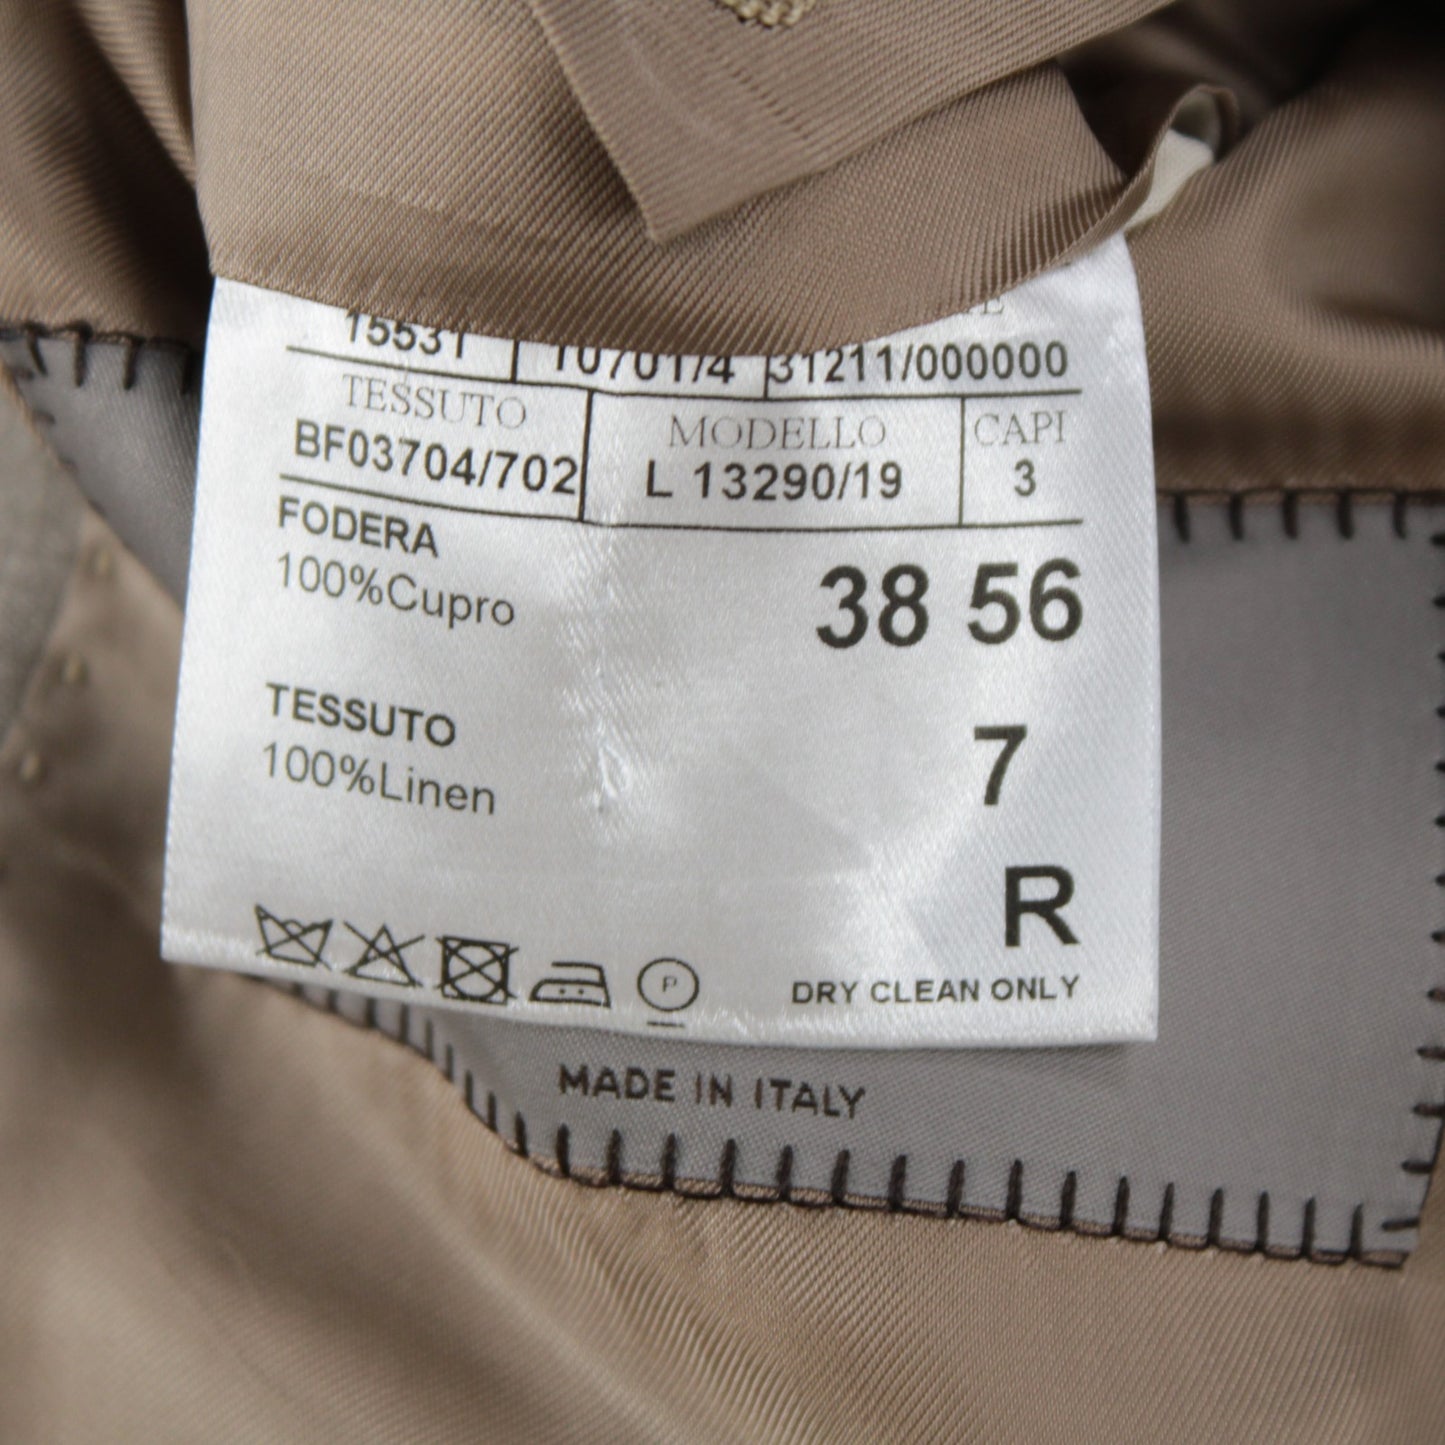 15531 10701/4 31211/000000
TESSUTO MODELLO CAPI
BF03704/702 L 13290/19 3
FODERA
100%Cupro
38 56
TESSUTO
100%Linen
7
R
P
DRY CLEAN ONLY
MADE IN ITALY